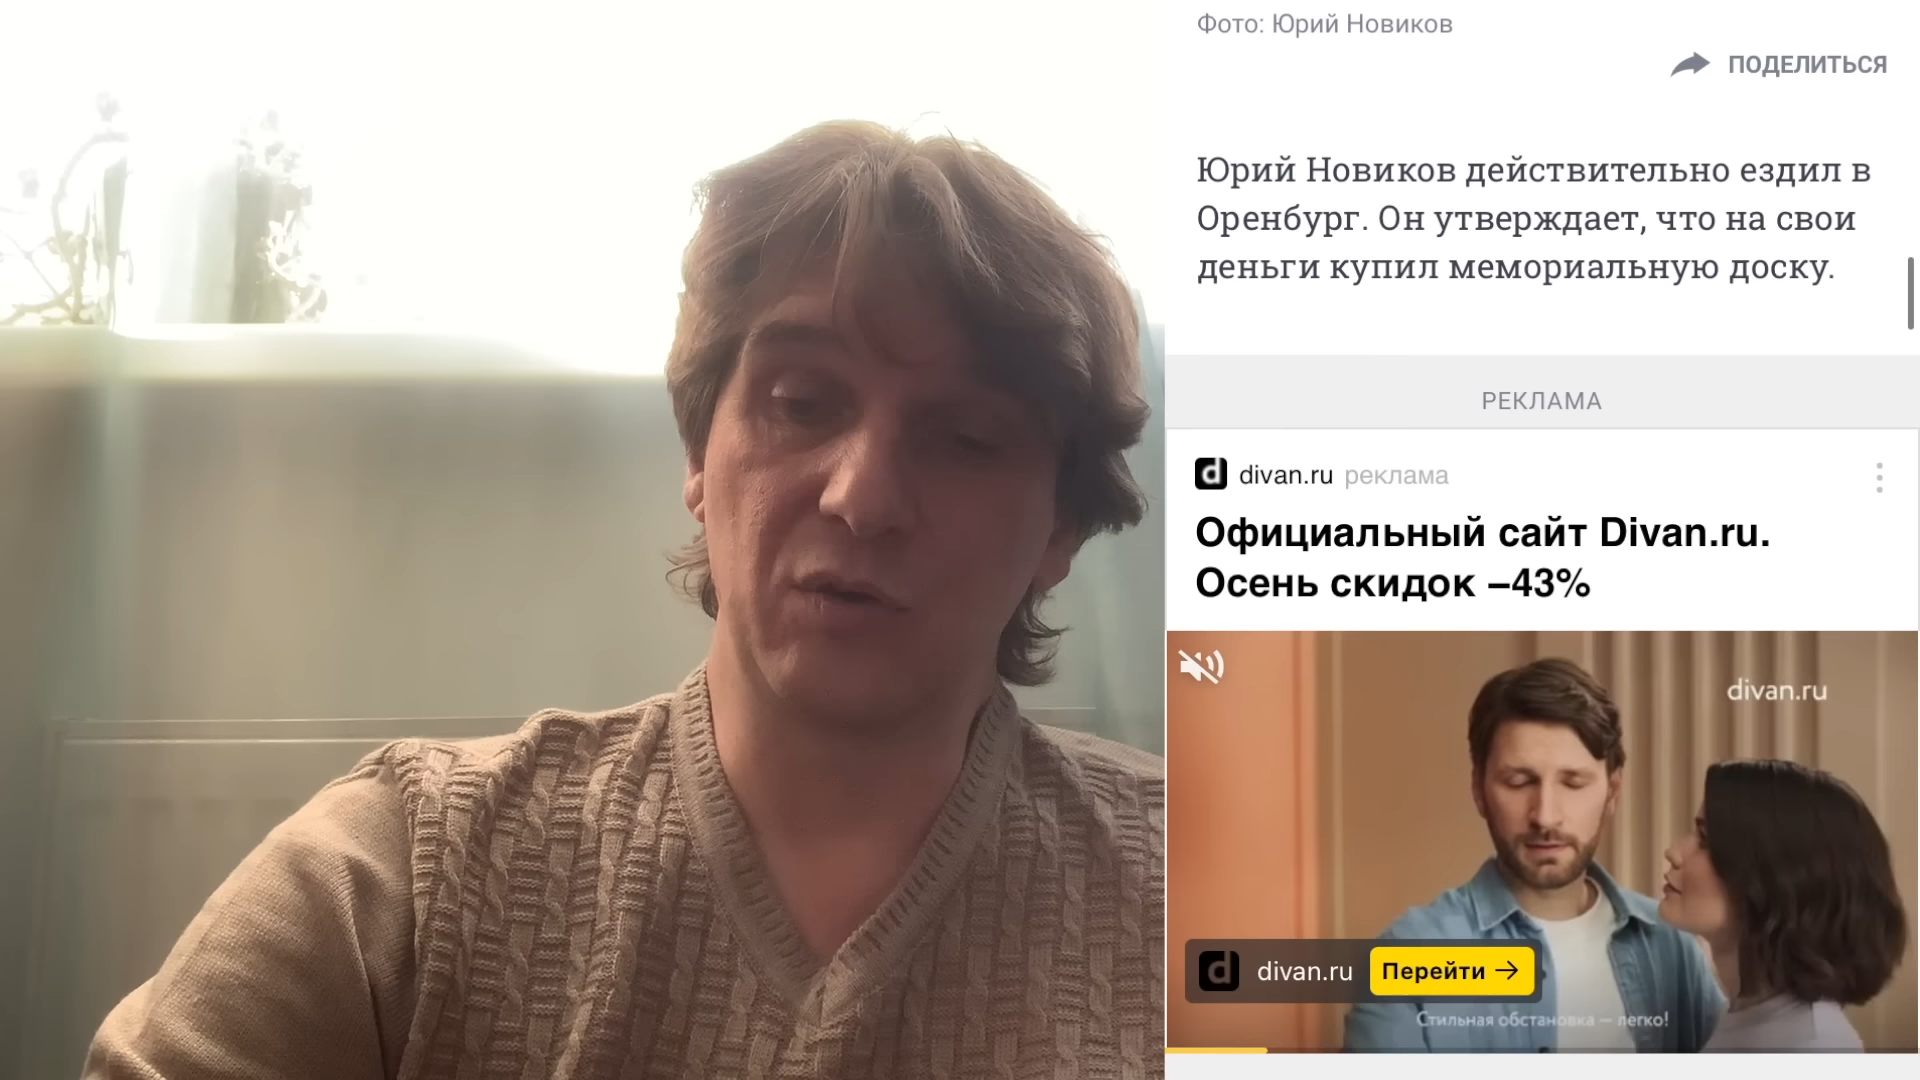 Фото: Юрий Новиков
ПОДЕЛИТЬСЯ
Юрий Новиков действительно ездил в
Оренбург. Он утверждает, что на свои
деньги купил мемориальную доску.
РЕКЛАМА
d divan.ru реклама
Официальный сайт Divan.ru.
Осень скидок –43%
divan.ru
d divan.ru Перейти →
Стильная обстановка — легко!